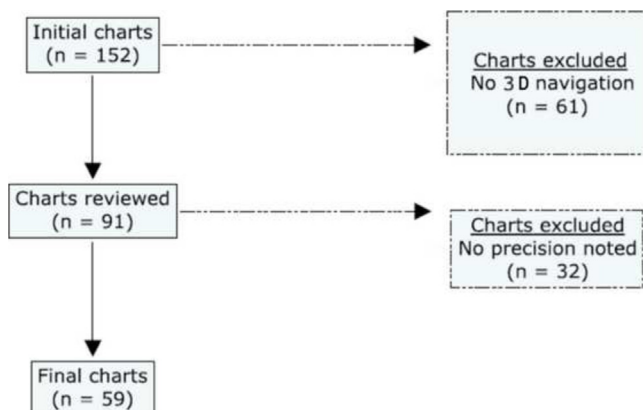 Initial charts
(n = 152)
Charts excluded
No 3D navigation
(n = 61)
Charts reviewed
(n = 91)
Charts excluded
No precision noted
(n = 32)
Final charts
(n = 59)